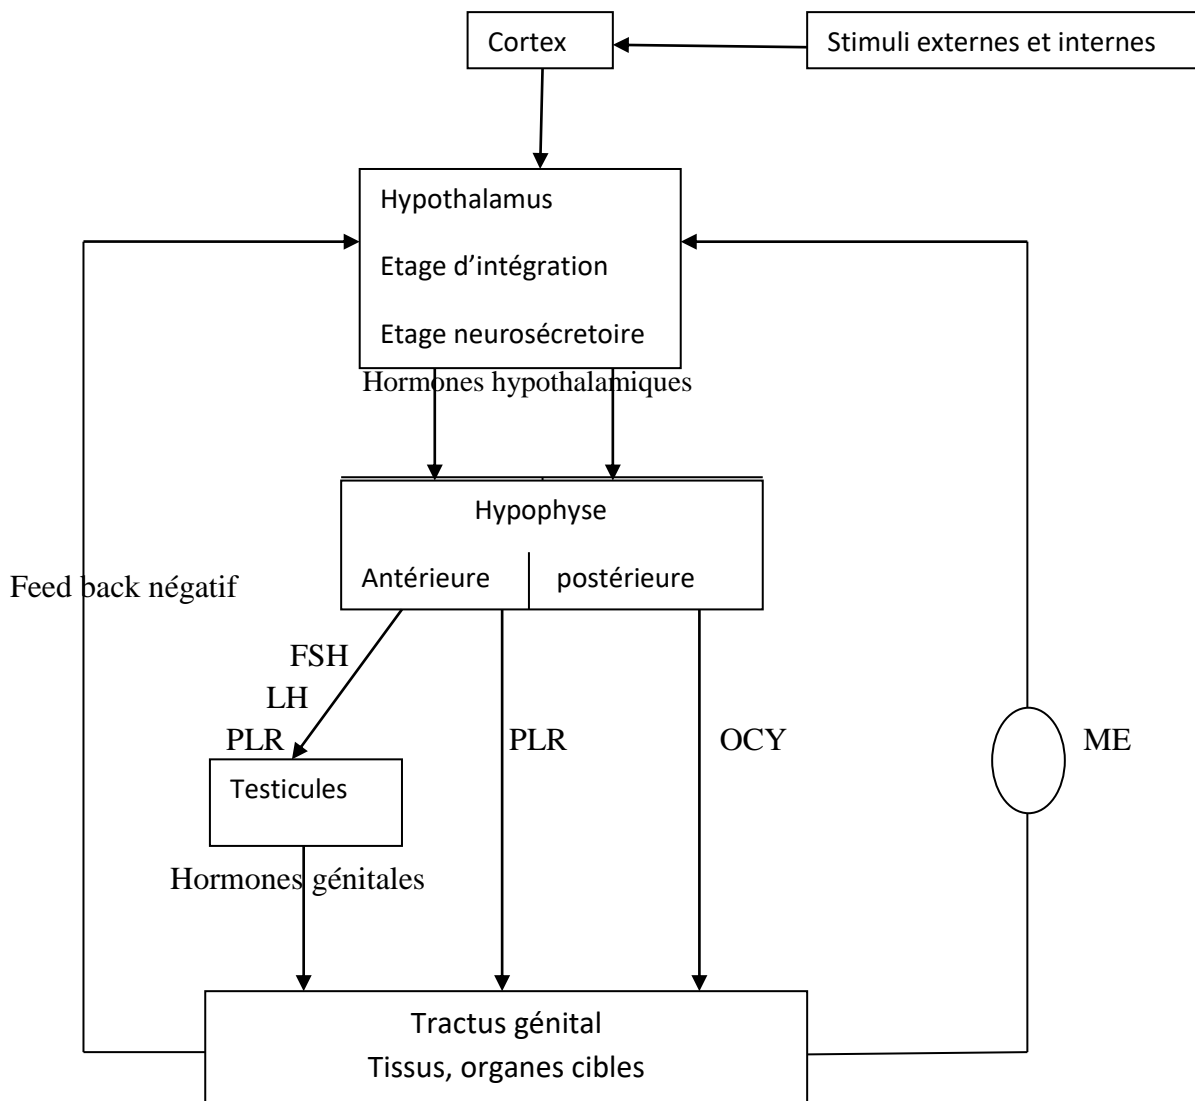 Cortex
Stimuli externes et internes
Hypothalamus
Etage d’intégration
Etage neurosécretoire
Hormones hypothalamiques
Hypophyse
Antérieure
postérieure
Feed back négatif
FSH
LH
PLR
PLR
OCY
ME
Testicules
Hormones génitales
Tractus génital
Tissus, organes cibles